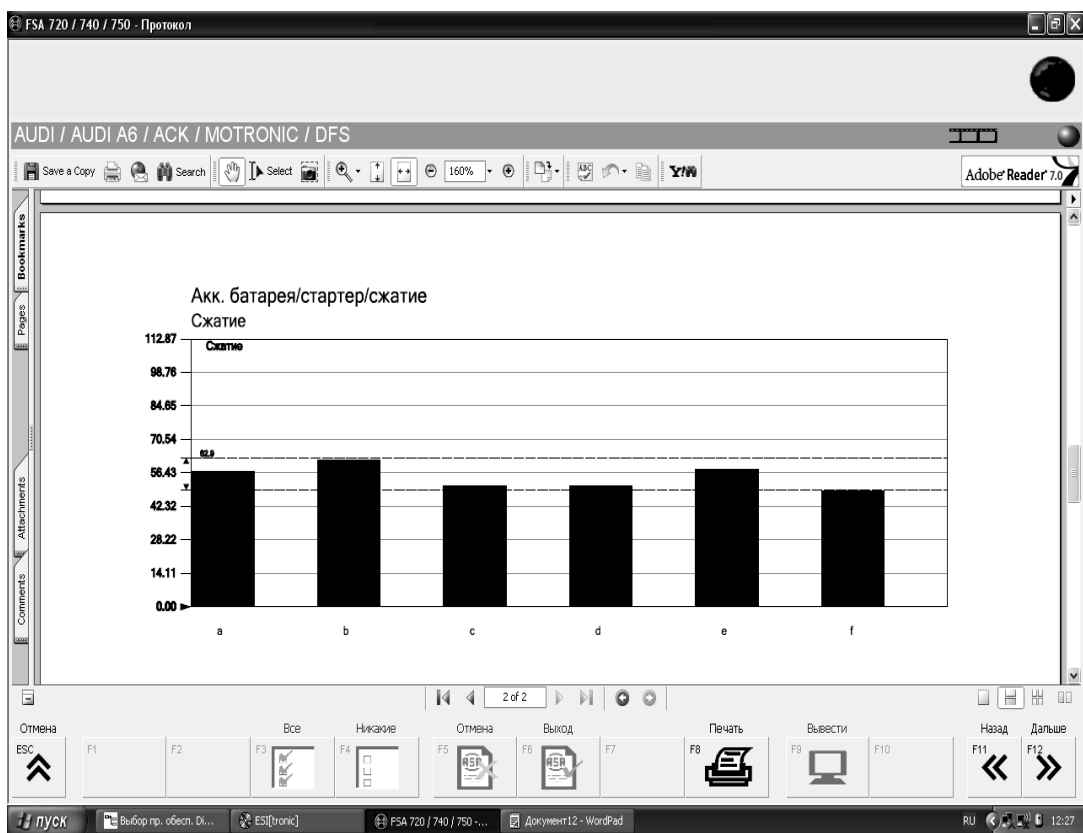 FSA 720 / 740 / 750 - Протокол
AUDI / AUDI A6 / ACK / MOTRONIC / DFS
Save a Copy Search Select 160% ABC Y!
Adobe Reader 7.0
Bookmarks
Pages
Attachments
Comments
Акк. батарея/стартер/сжатие
Сжатие
112.87
Сжатие
98.76
84.65
70.54
62.9
56.43
42.32
28.22
14.11
0.00
a b c d e f
2 of 2
Отмена Все Никакие Отмена Выход Печать Вывести Назад Дальше
ESC F1 F2 F3 F4 F5 F6 F7 F8 F9 F10 F11 F12
ASA ASA
пуск Выбор пр. обесп. Di... ESI[tronic] FSA 720 / 740 / 750 -... Документ12 - WordPad RU 12:27